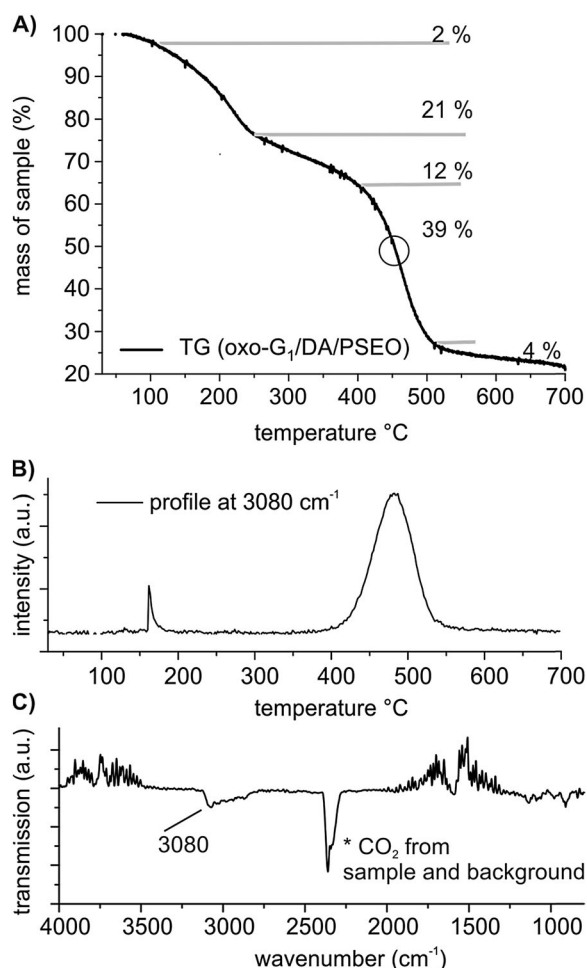 A)
100
90
80
70
60
50
40
30
20
mass of sample (%)
2 %
21 %
12 %
39 %
4 %
TG (oxo-G₁/DA/PSEO)
100 200 300 400 500 600 700
temperature °C
B)
profile at 3080 cm⁻¹
intensity (a.u.)
100 200 300 400 500 600 700
temperature °C
C)
transmission (a.u.)
3080
* CO₂ from
sample and background
4000 3500 3000 2500 2000 1500 1000
wavenumber (cm⁻¹)